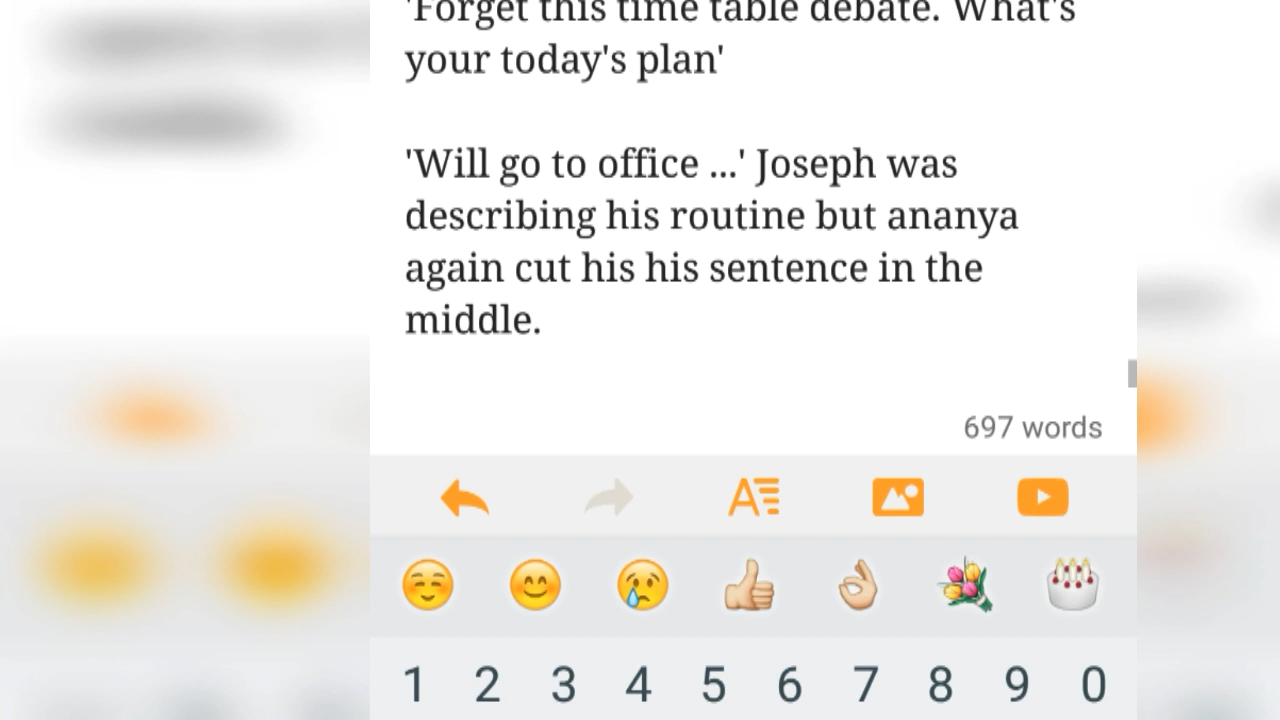 'Forget this time table debate. What's
your today's plan'
'Will go to office ...' Joseph was
describing his routine but ananya
again cut his his sentence in the
middle.
697 words
1 2 3 4 5 6 7 8 9 0